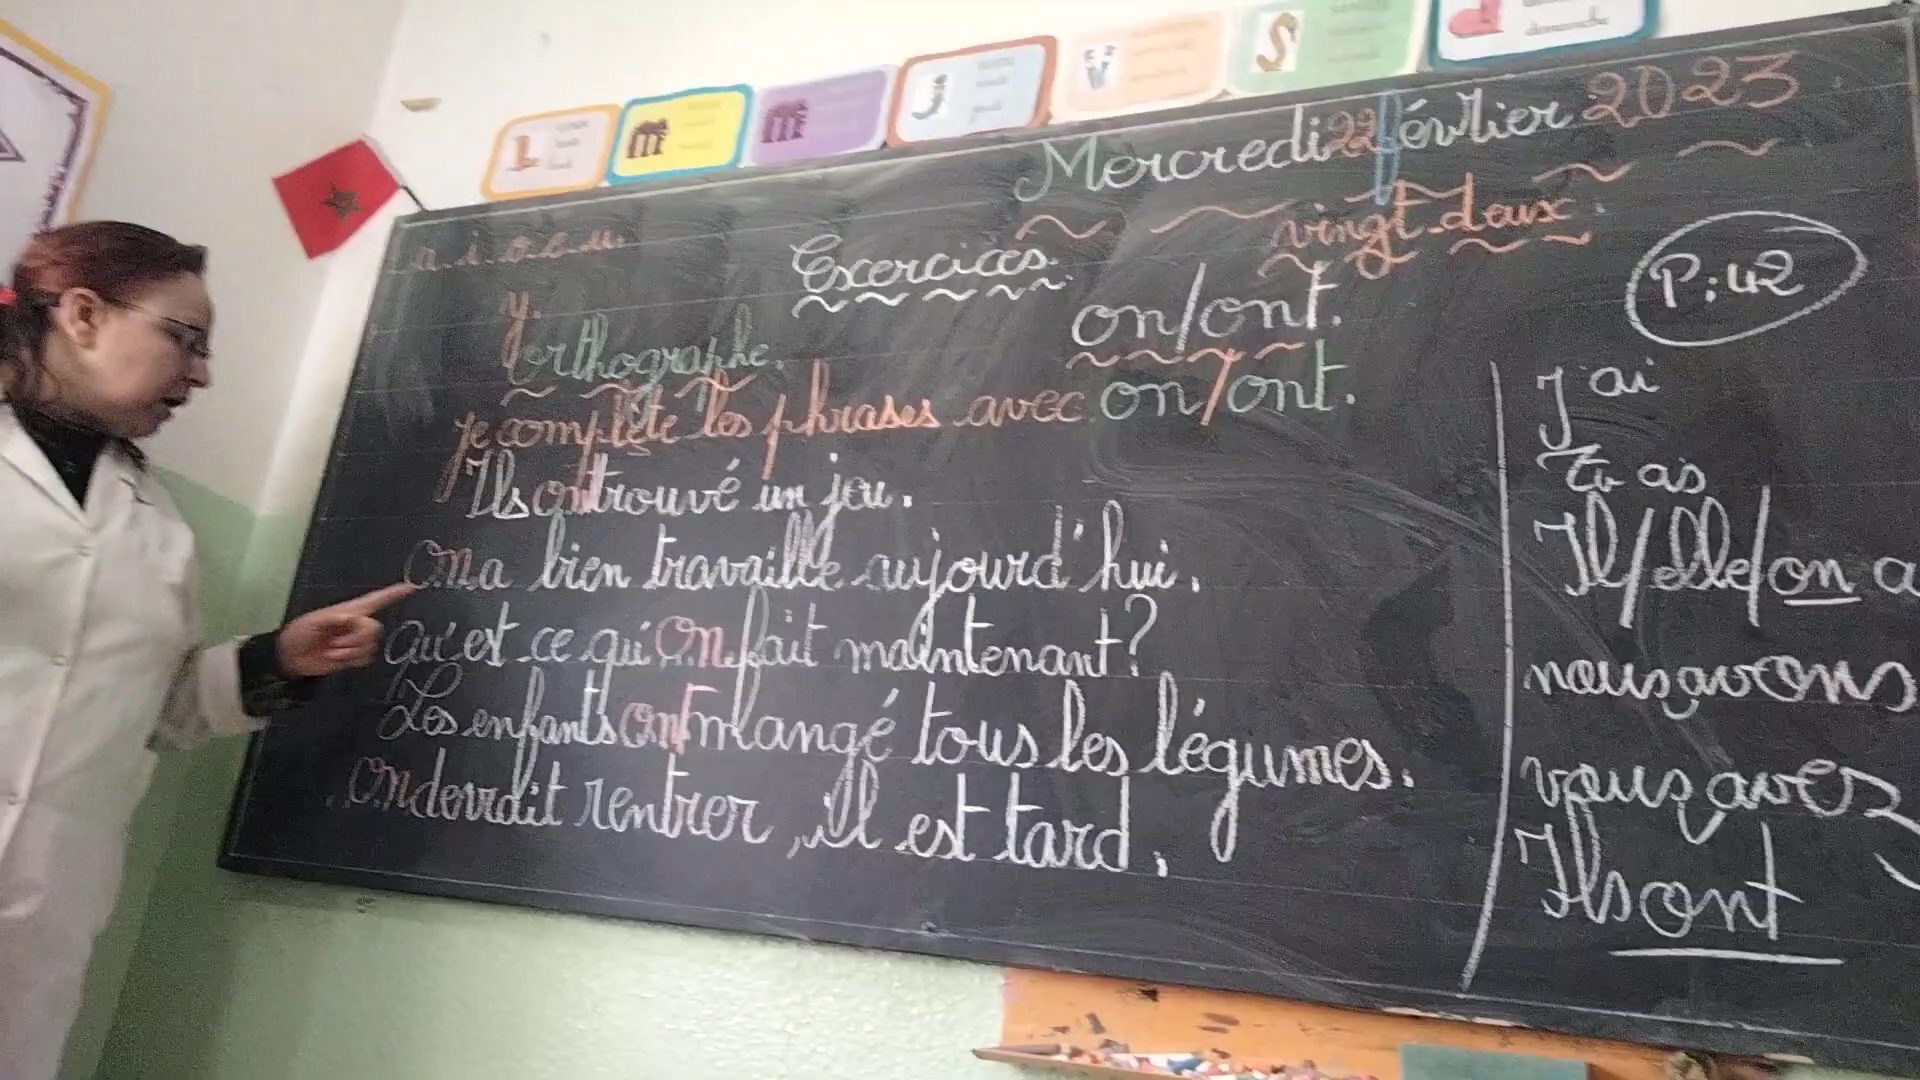 Mercredi 22 février 2023
vingt-deux.
a i o e u
y.
Exercices.
P:42
orthographe.
on/ont.
je complète les phrases avec on/ont.
Ils ont trouvé un jeu.
on a bien travaillé aujourd'hui.
qu'est ce qu'on fait maintenant?
Les enfants ont mangé tous les légumes.
on devrait rentrer, il est tard.
j'ai
Tu as
Il/elle/on a
nous avons
vous avez
Ils ont
L
m
m
j
V
S
d
dimanche